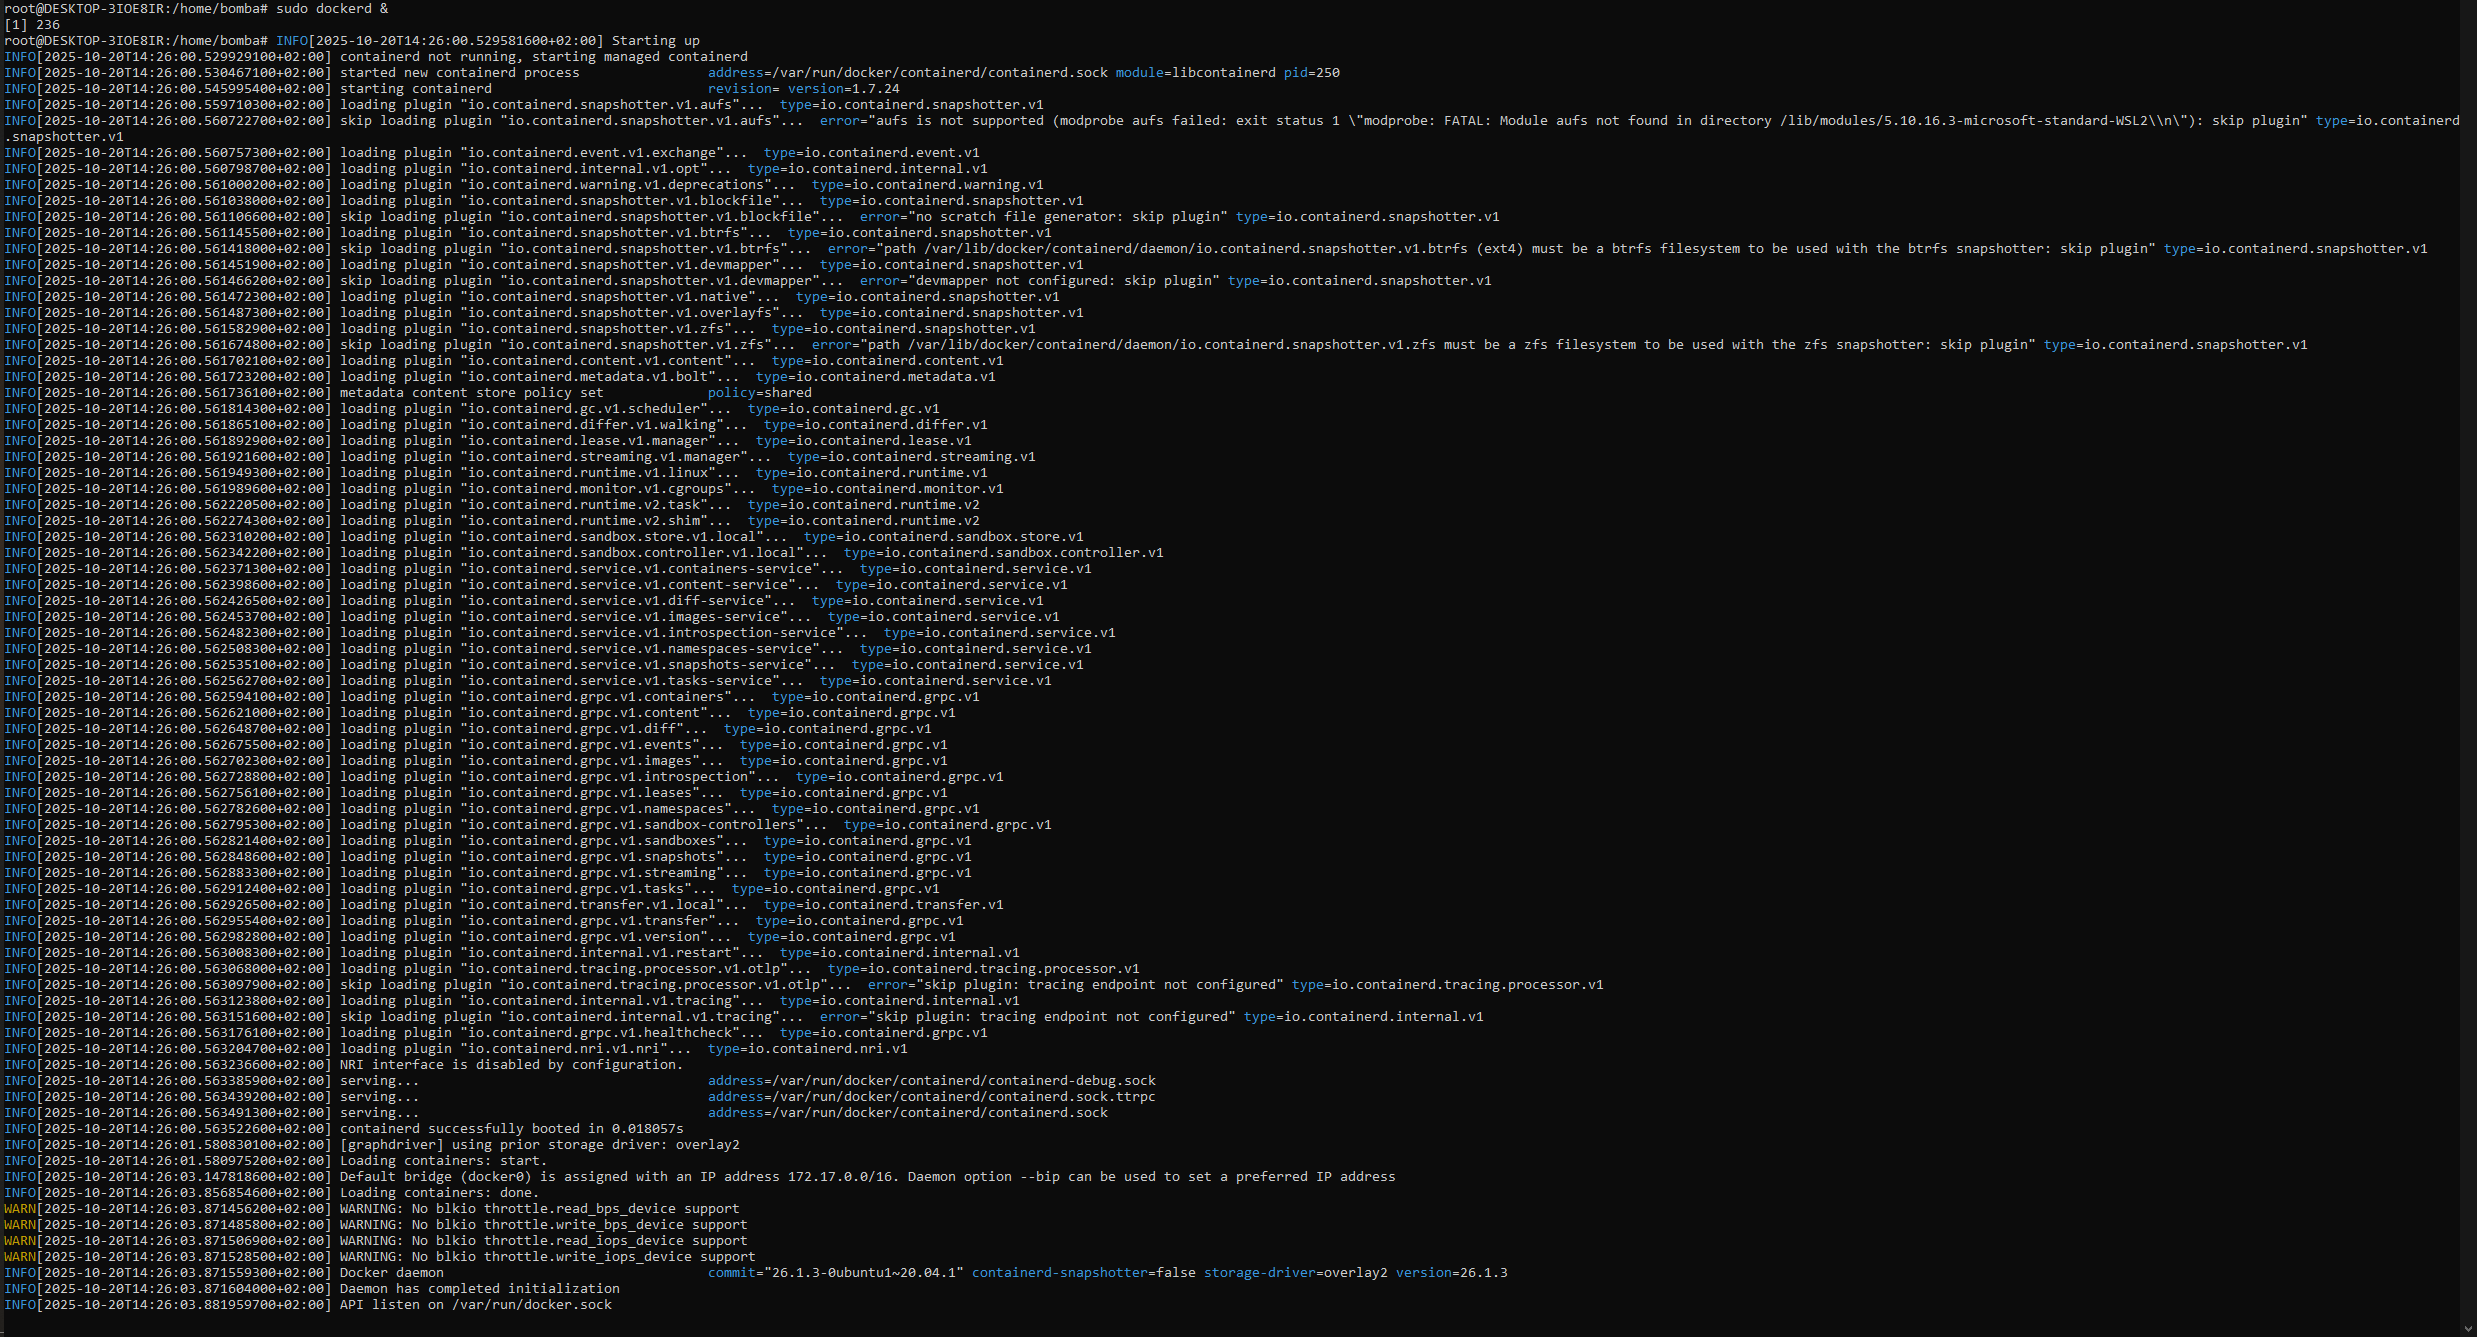 root@DESKTOP-3IOE8IR:/home/bomba# sudo dockerd &
[1] 236
root@DESKTOP-3IOE8IR:/home/bomba# INFO[2025-10-20T14:26:00.529581600+02:00] Starting up
INFO[2025-10-20T14:26:00.529929100+02:00] containerd not running, starting managed containerd
INFO[2025-10-20T14:26:00.530467100+02:00] started new containerd process                address=/var/run/docker/containerd/containerd.sock module=libcontainerd pid=250
INFO[2025-10-20T14:26:00.545995400+02:00] starting containerd                           revision= version=1.7.24
INFO[2025-10-20T14:26:00.559710300+02:00] loading plugin "io.containerd.snapshotter.v1.aufs"...  type=io.containerd.snapshotter.v1
INFO[2025-10-20T14:26:00.560722700+02:00] skip loading plugin "io.containerd.snapshotter.v1.aufs"...  error="aufs is not supported (modprobe aufs failed: exit status 1 \"modprobe: FATAL: Module aufs not found in directory /lib/modules/5.10.16.3-microsoft-standard-WSL2\\n\"): skip plugin" type=io.containerd
.snapshotter.v1
INFO[2025-10-20T14:26:00.560757300+02:00] loading plugin "io.containerd.event.v1.exchange"...  type=io.containerd.event.v1
INFO[2025-10-20T14:26:00.560798700+02:00] loading plugin "io.containerd.internal.v1.opt"...  type=io.containerd.internal.v1
INFO[2025-10-20T14:26:00.561000200+02:00] loading plugin "io.containerd.warning.v1.deprecations"...  type=io.containerd.warning.v1
INFO[2025-10-20T14:26:00.561038000+02:00] loading plugin "io.containerd.snapshotter.v1.blockfile"...  type=io.containerd.snapshotter.v1
INFO[2025-10-20T14:26:00.561106600+02:00] skip loading plugin "io.containerd.snapshotter.v1.blockfile"...  error="no scratch file generator: skip plugin" type=io.containerd.snapshotter.v1
INFO[2025-10-20T14:26:00.561145500+02:00] loading plugin "io.containerd.snapshotter.v1.btrfs"...  type=io.containerd.snapshotter.v1
INFO[2025-10-20T14:26:00.561418000+02:00] skip loading plugin "io.containerd.snapshotter.v1.btrfs"...  error="path /var/lib/docker/containerd/daemon/io.containerd.snapshotter.v1.btrfs (ext4) must be a btrfs filesystem to be used with the btrfs snapshotter: skip plugin" type=io.containerd.snapshotter.v1
INFO[2025-10-20T14:26:00.561451900+02:00] loading plugin "io.containerd.snapshotter.v1.devmapper"...  type=io.containerd.snapshotter.v1
INFO[2025-10-20T14:26:00.561466200+02:00] skip loading plugin "io.containerd.snapshotter.v1.devmapper"...  error="devmapper not configured: skip plugin" type=io.containerd.snapshotter.v1
INFO[2025-10-20T14:26:00.561472300+02:00] loading plugin "io.containerd.snapshotter.v1.native"...  type=io.containerd.snapshotter.v1
INFO[2025-10-20T14:26:00.561487300+02:00] loading plugin "io.containerd.snapshotter.v1.overlayfs"...  type=io.containerd.snapshotter.v1
INFO[2025-10-20T14:26:00.561582900+02:00] loading plugin "io.containerd.snapshotter.v1.zfs"...  type=io.containerd.snapshotter.v1
INFO[2025-10-20T14:26:00.561674800+02:00] skip loading plugin "io.containerd.snapshotter.v1.zfs"...  error="path /var/lib/docker/containerd/daemon/io.containerd.snapshotter.v1.zfs must be a zfs filesystem to be used with the zfs snapshotter: skip plugin" type=io.containerd.snapshotter.v1
INFO[2025-10-20T14:26:00.561702100+02:00] loading plugin "io.containerd.content.v1.content"...  type=io.containerd.content.v1
INFO[2025-10-20T14:26:00.561723200+02:00] loading plugin "io.containerd.metadata.v1.bolt"...  type=io.containerd.metadata.v1
INFO[2025-10-20T14:26:00.561736100+02:00] metadata content store policy set             policy=shared
INFO[2025-10-20T14:26:00.561814300+02:00] loading plugin "io.containerd.gc.v1.scheduler"...  type=io.containerd.gc.v1
INFO[2025-10-20T14:26:00.561865100+02:00] loading plugin "io.containerd.differ.v1.walking"...  type=io.containerd.differ.v1
INFO[2025-10-20T14:26:00.561892900+02:00] loading plugin "io.containerd.lease.v1.manager"...  type=io.containerd.lease.v1
INFO[2025-10-20T14:26:00.561921600+02:00] loading plugin "io.containerd.streaming.v1.manager"...  type=io.containerd.streaming.v1
INFO[2025-10-20T14:26:00.561949300+02:00] loading plugin "io.containerd.runtime.v1.linux"...  type=io.containerd.runtime.v1
INFO[2025-10-20T14:26:00.561989600+02:00] loading plugin "io.containerd.monitor.v1.cgroups"...  type=io.containerd.monitor.v1
INFO[2025-10-20T14:26:00.562220500+02:00] loading plugin "io.containerd.runtime.v2.task"...  type=io.containerd.runtime.v2
INFO[2025-10-20T14:26:00.562274300+02:00] loading plugin "io.containerd.runtime.v2.shim"...  type=io.containerd.runtime.v2
INFO[2025-10-20T14:26:00.562310200+02:00] loading plugin "io.containerd.sandbox.store.v1.local"...  type=io.containerd.sandbox.store.v1
INFO[2025-10-20T14:26:00.562342200+02:00] loading plugin "io.containerd.sandbox.controller.v1.local"...  type=io.containerd.sandbox.controller.v1
INFO[2025-10-20T14:26:00.562371300+02:00] loading plugin "io.containerd.service.v1.containers-service"...  type=io.containerd.service.v1
INFO[2025-10-20T14:26:00.562398600+02:00] loading plugin "io.containerd.service.v1.content-service"...  type=io.containerd.service.v1
INFO[2025-10-20T14:26:00.562426500+02:00] loading plugin "io.containerd.service.v1.diff-service"...  type=io.containerd.service.v1
INFO[2025-10-20T14:26:00.562453700+02:00] loading plugin "io.containerd.service.v1.images-service"...  type=io.containerd.service.v1
INFO[2025-10-20T14:26:00.562482300+02:00] loading plugin "io.containerd.service.v1.introspection-service"...  type=io.containerd.service.v1
INFO[2025-10-20T14:26:00.562508300+02:00] loading plugin "io.containerd.service.v1.namespaces-service"...  type=io.containerd.service.v1
INFO[2025-10-20T14:26:00.562535100+02:00] loading plugin "io.containerd.service.v1.snapshots-service"...  type=io.containerd.service.v1
INFO[2025-10-20T14:26:00.562562700+02:00] loading plugin "io.containerd.service.v1.tasks-service"...  type=io.containerd.service.v1
INFO[2025-10-20T14:26:00.562594100+02:00] loading plugin "io.containerd.grpc.v1.containers"...  type=io.containerd.grpc.v1
INFO[2025-10-20T14:26:00.562621000+02:00] loading plugin "io.containerd.grpc.v1.content"...  type=io.containerd.grpc.v1
INFO[2025-10-20T14:26:00.562648700+02:00] loading plugin "io.containerd.grpc.v1.diff"...  type=io.containerd.grpc.v1
INFO[2025-10-20T14:26:00.562675500+02:00] loading plugin "io.containerd.grpc.v1.events"...  type=io.containerd.grpc.v1
INFO[2025-10-20T14:26:00.562702300+02:00] loading plugin "io.containerd.grpc.v1.images"...  type=io.containerd.grpc.v1
INFO[2025-10-20T14:26:00.562728800+02:00] loading plugin "io.containerd.grpc.v1.introspection"...  type=io.containerd.grpc.v1
INFO[2025-10-20T14:26:00.562756100+02:00] loading plugin "io.containerd.grpc.v1.leases"...  type=io.containerd.grpc.v1
INFO[2025-10-20T14:26:00.562782600+02:00] loading plugin "io.containerd.grpc.v1.namespaces"...  type=io.containerd.grpc.v1
INFO[2025-10-20T14:26:00.562795300+02:00] loading plugin "io.containerd.grpc.v1.sandbox-controllers"...  type=io.containerd.grpc.v1
INFO[2025-10-20T14:26:00.562821400+02:00] loading plugin "io.containerd.grpc.v1.sandboxes"...  type=io.containerd.grpc.v1
INFO[2025-10-20T14:26:00.562848600+02:00] loading plugin "io.containerd.grpc.v1.snapshots"...  type=io.containerd.grpc.v1
INFO[2025-10-20T14:26:00.562883300+02:00] loading plugin "io.containerd.grpc.v1.streaming"...  type=io.containerd.grpc.v1
INFO[2025-10-20T14:26:00.562912400+02:00] loading plugin "io.containerd.grpc.v1.tasks"...  type=io.containerd.grpc.v1
INFO[2025-10-20T14:26:00.562926500+02:00] loading plugin "io.containerd.transfer.v1.local"...  type=io.containerd.transfer.v1
INFO[2025-10-20T14:26:00.562955400+02:00] loading plugin "io.containerd.grpc.v1.transfer"...  type=io.containerd.grpc.v1
INFO[2025-10-20T14:26:00.562982800+02:00] loading plugin "io.containerd.grpc.v1.version"...  type=io.containerd.grpc.v1
INFO[2025-10-20T14:26:00.563008300+02:00] loading plugin "io.containerd.internal.v1.restart"...  type=io.containerd.internal.v1
INFO[2025-10-20T14:26:00.563068000+02:00] loading plugin "io.containerd.tracing.processor.v1.otlp"...  type=io.containerd.tracing.processor.v1
INFO[2025-10-20T14:26:00.563097900+02:00] skip loading plugin "io.containerd.tracing.processor.v1.otlp"...  error="skip plugin: tracing endpoint not configured" type=io.containerd.tracing.processor.v1
INFO[2025-10-20T14:26:00.563123800+02:00] loading plugin "io.containerd.internal.v1.tracing"...  type=io.containerd.internal.v1
INFO[2025-10-20T14:26:00.563151600+02:00] skip loading plugin "io.containerd.internal.v1.tracing"...  error="skip plugin: tracing endpoint not configured" type=io.containerd.internal.v1
INFO[2025-10-20T14:26:00.563176100+02:00] loading plugin "io.containerd.grpc.v1.healthcheck"...  type=io.containerd.grpc.v1
INFO[2025-10-20T14:26:00.563204700+02:00] loading plugin "io.containerd.nri.v1.nri"...  type=io.containerd.nri.v1
INFO[2025-10-20T14:26:00.563236600+02:00] NRI interface is disabled by configuration.
INFO[2025-10-20T14:26:00.563385900+02:00] serving...                                    address=/var/run/docker/containerd/containerd-debug.sock
INFO[2025-10-20T14:26:00.563439200+02:00] serving...                                    address=/var/run/docker/containerd/containerd.sock.ttrpc
INFO[2025-10-20T14:26:00.563491300+02:00] serving...                                    address=/var/run/docker/containerd/containerd.sock
INFO[2025-10-20T14:26:00.563522600+02:00] containerd successfully booted in 0.018057s
INFO[2025-10-20T14:26:01.580830100+02:00] [graphdriver] using prior storage driver: overlay2
INFO[2025-10-20T14:26:01.580975200+02:00] Loading containers: start.
INFO[2025-10-20T14:26:03.147818600+02:00] Default bridge (docker0) is assigned with an IP address 172.17.0.0/16. Daemon option --bip can be used to set a preferred IP address
INFO[2025-10-20T14:26:03.856854600+02:00] Loading containers: done.
WARN[2025-10-20T14:26:03.871456200+02:00] WARNING: No blkio throttle.read_bps_device support
WARN[2025-10-20T14:26:03.871485800+02:00] WARNING: No blkio throttle.write_bps_device support
WARN[2025-10-20T14:26:03.871506900+02:00] WARNING: No blkio throttle.read_iops_device support
WARN[2025-10-20T14:26:03.871528500+02:00] WARNING: No blkio throttle.write_iops_device support
INFO[2025-10-20T14:26:03.871559300+02:00] Docker daemon                                 commit="26.1.3-0ubuntu1~20.04.1" containerd-snapshotter=false storage-driver=overlay2 version=26.1.3
INFO[2025-10-20T14:26:03.871604000+02:00] Daemon has completed initialization
INFO[2025-10-20T14:26:03.881959700+02:00] API listen on /var/run/docker.sock